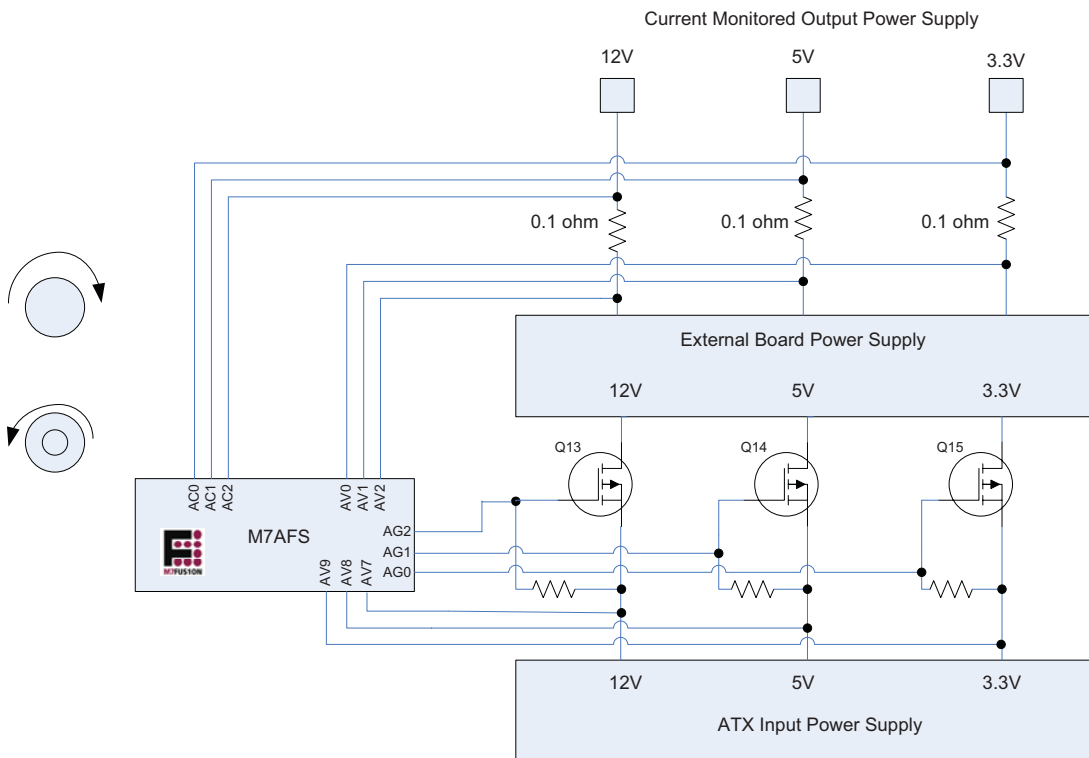 Current Monitored Output Power Supply
12V 5V 3.3V
0.1 ohm 0.1 ohm 0.1 ohm
External Board Power Supply
12V 5V 3.3V
Q13 Q14 Q15
AC0 AC1 AC2 AV0 AV1 AV2
M7AFS
M7FUS1ON
AG2
AG1
AG0
AV9 AV8 AV7
12V 5V 3.3V
ATX Input Power Supply